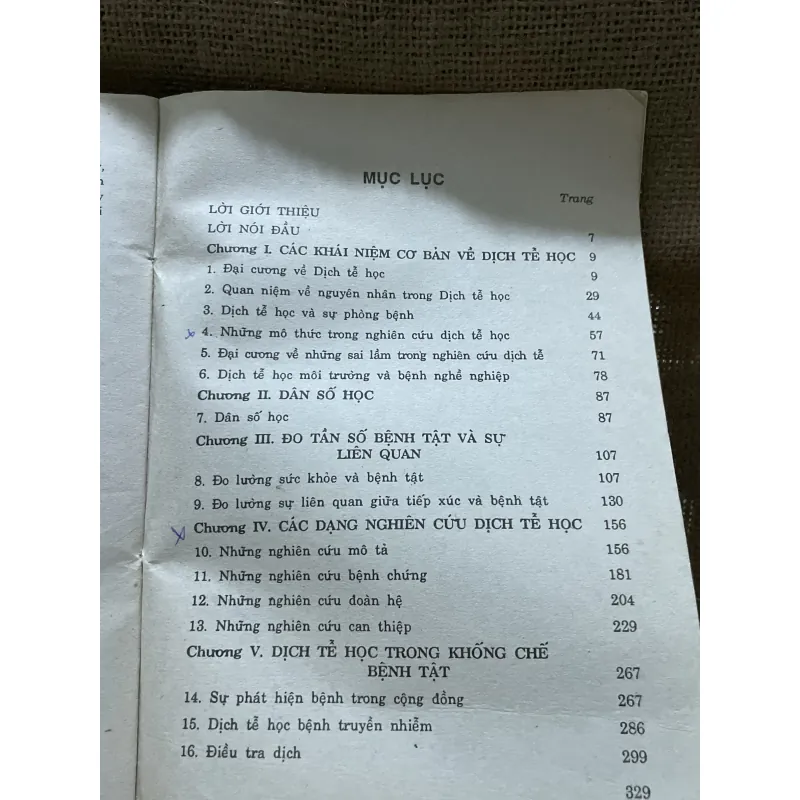 MỤC LỤC
Trang
LỜI GIỚI THIỆU
LỜI NÓI ĐẦU 7
Chương I. CÁC KHÁI NIỆM CƠ BẢN VỀ DỊCH TỄ HỌC 9
1. Đại cương về Dịch tễ học 9
2. Quan niệm về nguyên nhân trong Dịch tễ học 29
3. Dịch tễ học và sự phòng bệnh 44
4. Những mô thức trong nghiên cứu dịch tễ học 57
5. Đại cương về những sai lầm trong nghiên cứu dịch tễ 71
6. Dịch tễ học môi trường và bệnh nghề nghiệp 78
Chương II. DÂN SỐ HỌC 87
7. Dân số học 87
Chương III. ĐO TẦN SỐ BỆNH TẬT VÀ SỰ
LIÊN QUAN 107
8. Đo lường sức khỏe và bệnh tật 107
9. Đo lường sự liên quan giữa tiếp xúc và bệnh tật 130
Chương IV. CÁC DẠNG NGHIÊN CỨU DỊCH TỄ HỌC 156
10. Những nghiên cứu mô tả 156
11. Những nghiên cứu bệnh chứng 181
12. Những nghiên cứu đoàn hệ 204
13. Những nghiên cứu can thiệp 229
Chương V. DỊCH TỄ HỌC TRONG KHỐNG CHẾ
BỆNH TẬT 267
14. Sự phát hiện bệnh trong cộng đồng 267
15. Dịch tễ học bệnh truyền nhiễm 286
16. Điều tra dịch 299
329